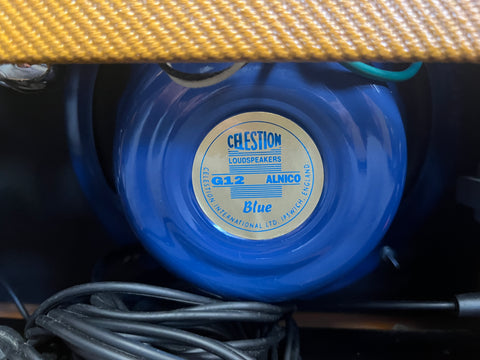 CELESTION
LOUDSPEAKERS
G12 ALNICO
Blue
CELESTION INTERNATIONAL LTD. IPSWICH, ENGLAND